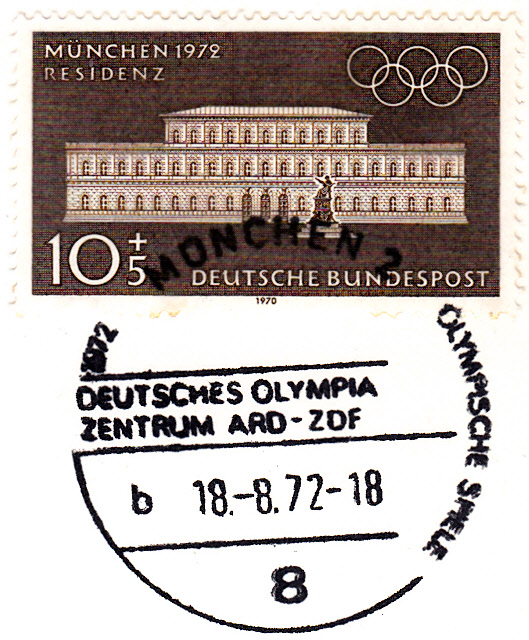 MÜNCHEN 1972
RESIDENZ
10+5
DEUTSCHE BUNDESPOST
1970
MÜNCHEN 2
1972
OLYMPISCHE SPIELE
DEUTSCHES OLYMPIA
ZENTRUM ARD-ZDF
b 18.-8.72-18
8